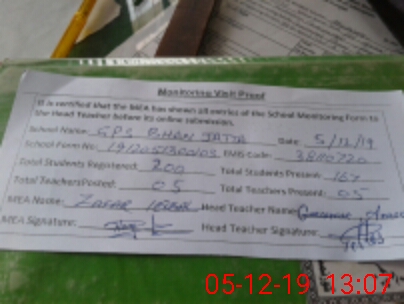 Monitoring Visit Proof
It is certified that the MEA has shown all entries of the School Monitoring Form to
the Head Teacher before its online submission.
School Name: GPS BHAN JATTA Date: 5/12/19
School Form No: EMIS Code: 38110720
Total Students Registered: 200 Total Students Present: 167
Total Teachers Posted: 05 Total Teachers Present: 05
MEA Name: ZAFAR IQBAL Head Teacher Name:
MEA Signature: Head Teacher Signature:
05-12-19 13:07